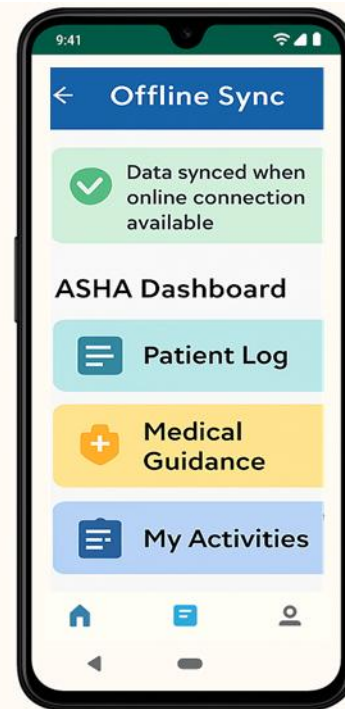 9:41
Offline Sync
Data synced when
online connection
available
ASHA Dashboard
Patient Log
Medical
Guidance
My Activities